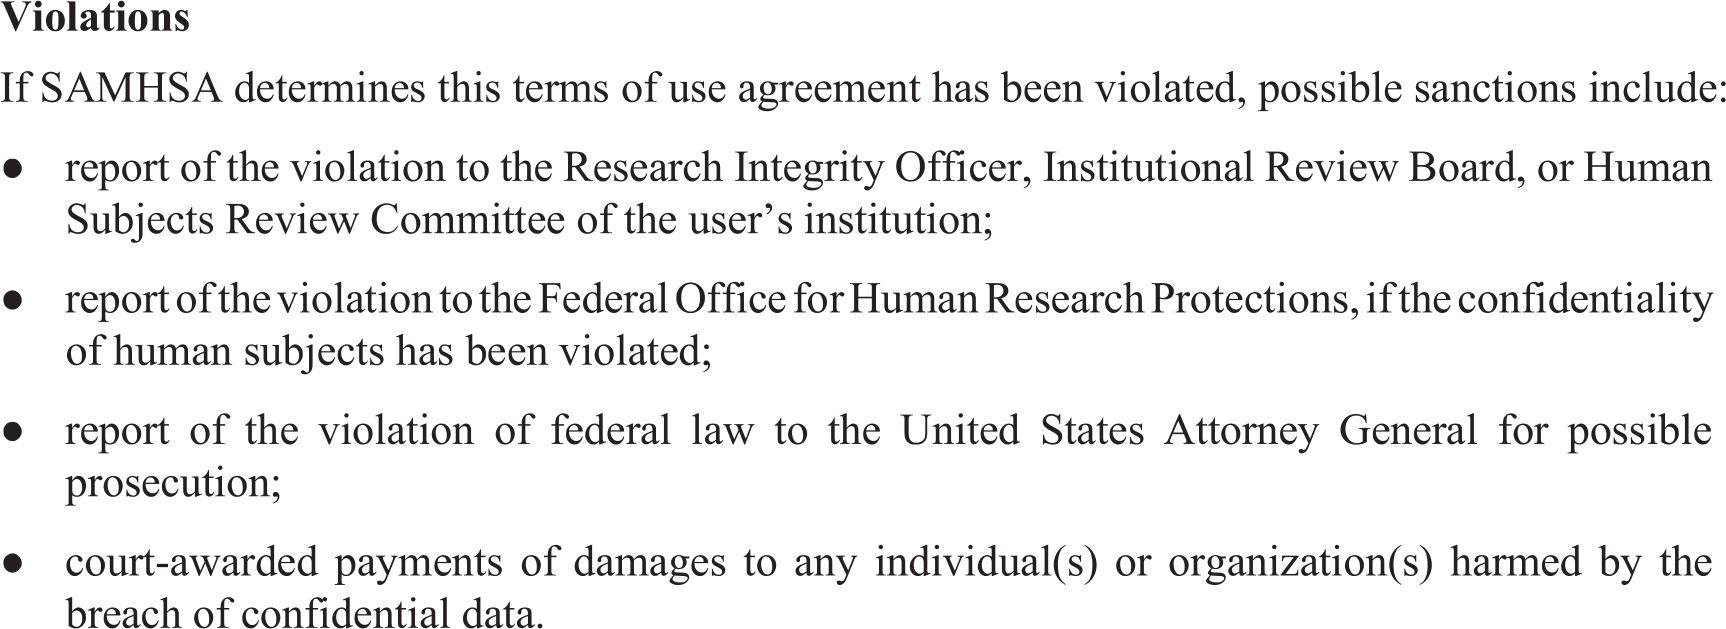 Violations
If SAMHSA determines this terms of use agreement has been violated, possible sanctions include:
● report of the violation to the Research Integrity Officer, Institutional Review Board, or Human
Subjects Review Committee of the user’s institution;
● report of the violation to the Federal Office for Human Research Protections, if the confidentiality
of human subjects has been violated;
● report of the violation of federal law to the United States Attorney General for possible
prosecution;
● court-awarded payments of damages to any individual(s) or organization(s) harmed by the
breach of confidential data.